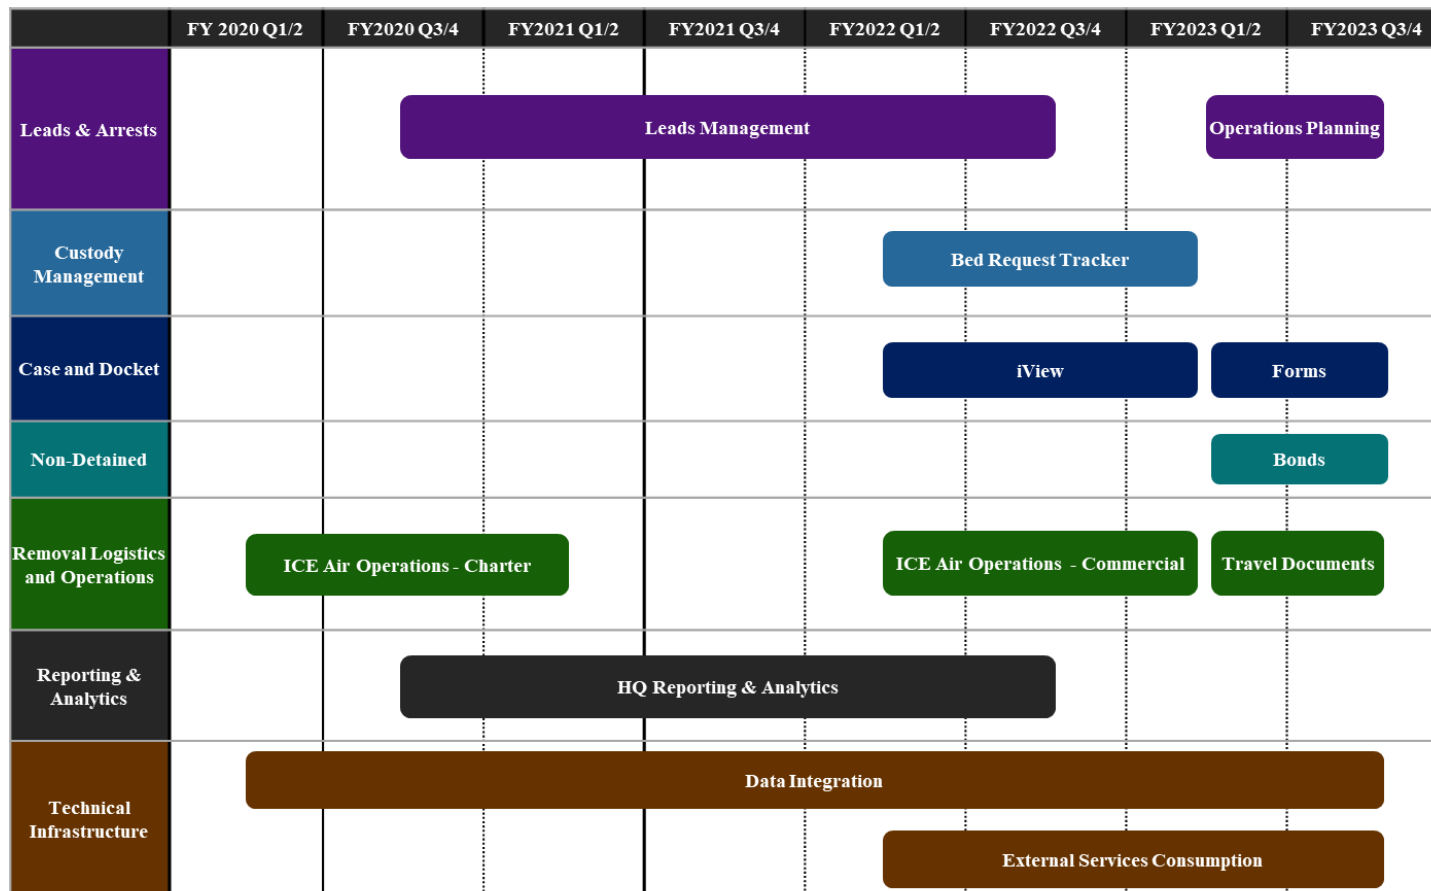 FY 2020 Q1/2
FY2020 Q3/4
FY2021 Q1/2
FY2021 Q3/4
FY2022 Q1/2
FY2022 Q3/4
FY2023 Q1/2
FY2023 Q3/4
Leads & Arrests
Leads Management
Operations Planning
Custody
Management
Bed Request Tracker
Case and Docket
iView
Forms
Non-Detained
Bonds
Removal Logistics
and Operations
ICE Air Operations - Charter
ICE Air Operations - Commercial
Travel Documents
Reporting &
Analytics
HQ Reporting & Analytics
Technical
Infrastructure
Data Integration
External Services Consumption